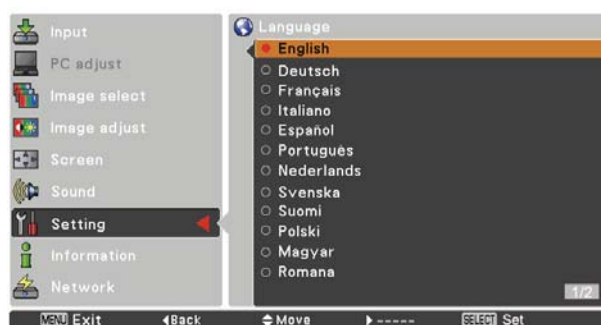 Input
PC adjust
Image select
Image adjust
Screen
Sound
Setting
Information
Network
Language
English
Deutsch
Français
Italiano
Español
Português
Nederlands
Svenska
Suomi
Polski
Magyar
Romana
1/2
MENU Exit ◀Back Move ▶----- SELECT Set